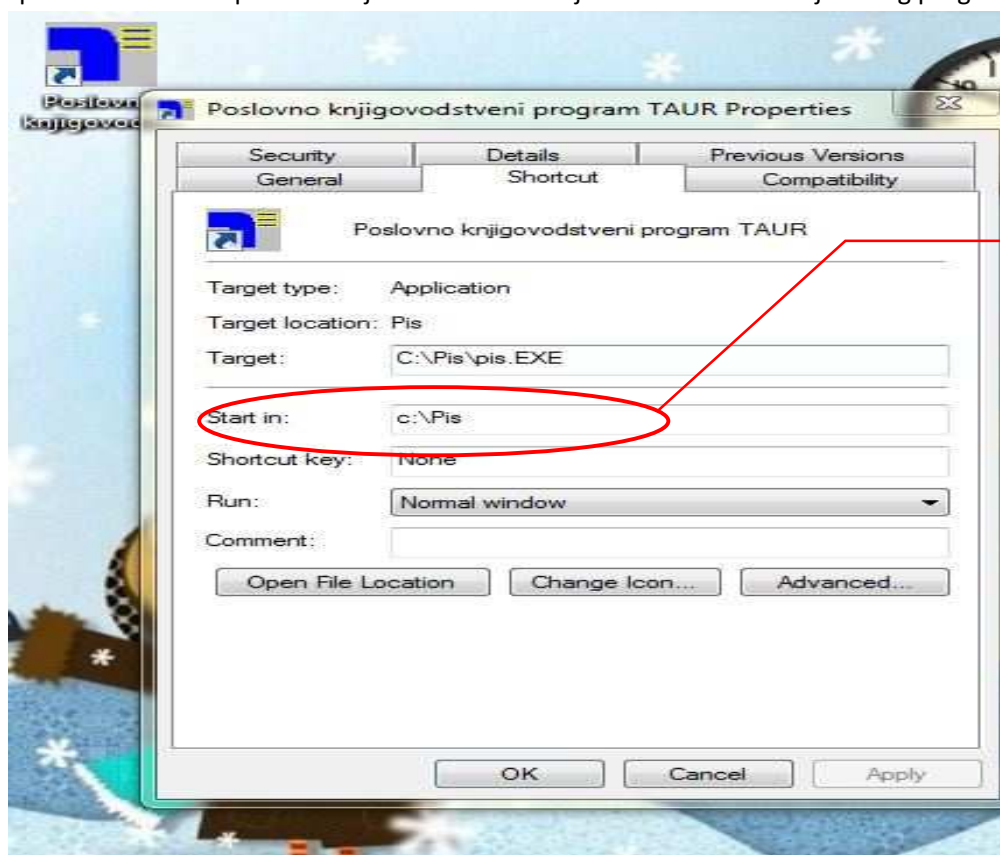 Poslovno
knjigovod
Poslovno knjigovodstveni program TAUR Properties
Security Details Previous Versions
General Shortcut Compatibility
Poslovno knjigovodstveni program TAUR
Target type: Application
Target location: Pis
Target: C:\Pis\pis.EXE
Start in: c:\Pis
Shortcut key: None
Run: Normal window
Comment:
Open File Location Change Icon... Advanced...
OK Cancel Apply